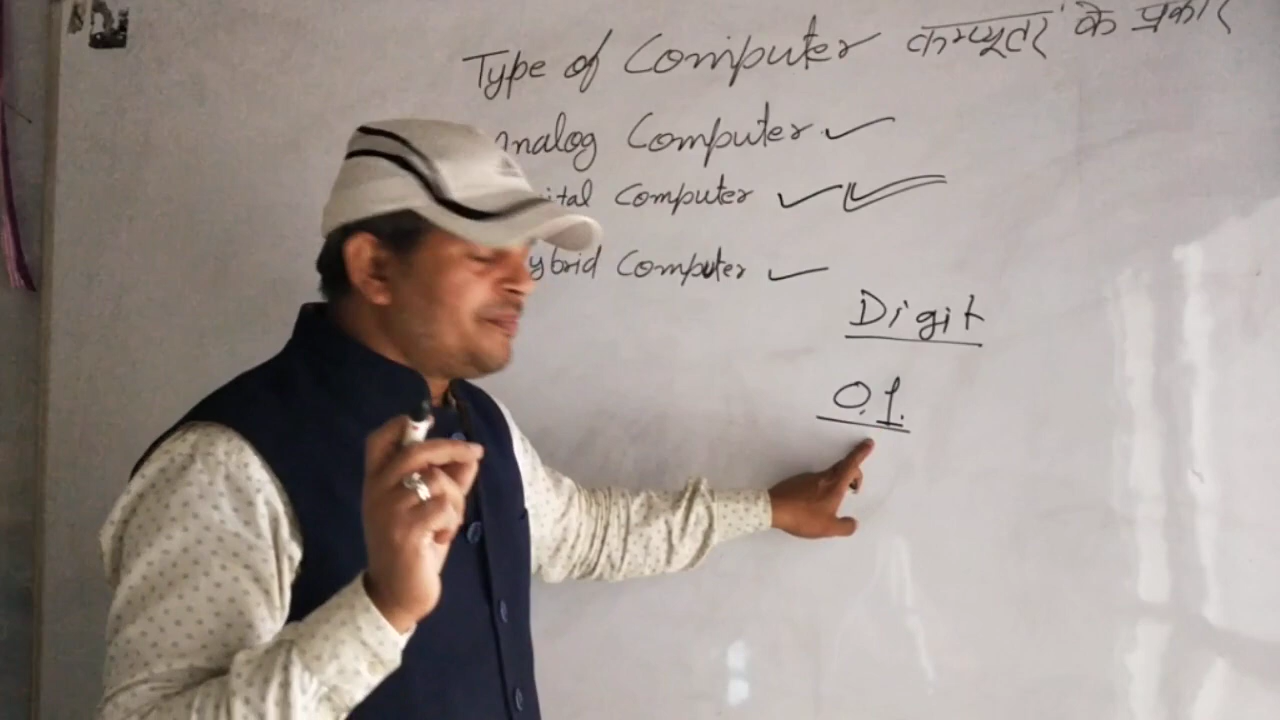 Type of Computer कम्प्यूटर के प्रकार
nalog Computer ✓
ital Computer ✓ ✓
ybrid Computer ✓
Digit
0.1.